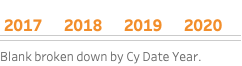 2017 2018 2019 2020
Blank broken down by Cy Date Year.